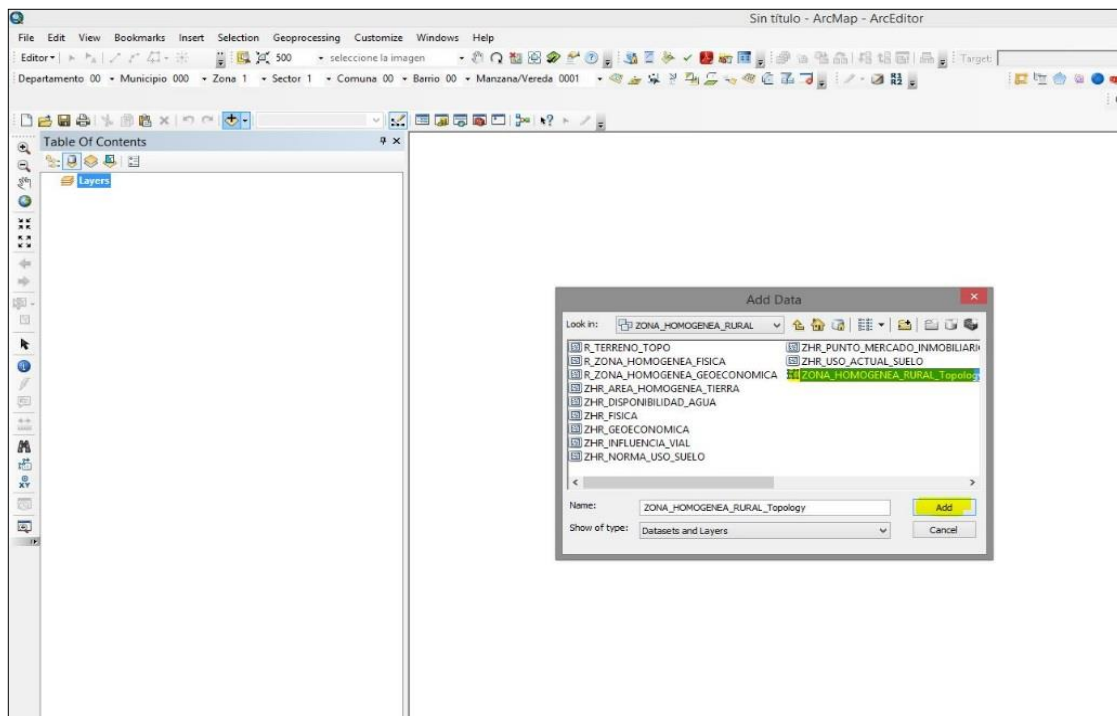 Sin título - ArcMap - ArcEditor
File Edit View Bookmarks Insert Selection Geoprocessing Customize Windows Help
Editor 500 seleccione la imagen Target:
Departamento 00 Municipio 000 Zona 1 Sector 1 Comuna 00 Barrio 00 Manzana/Vereda 0001
Table Of Contents
Layers
Add Data
Look in: ZONA_HOMOGENEA_RURAL
R_TERRENO_TOPO
R_ZONA_HOMOGENEA_FISICA
R_ZONA_HOMOGENEA_GEOECONOMICA
ZHR_AREA_HOMOGENEA_TIERRA
ZHR_DISPONIBILIDAD_AGUA
ZHR_FISICA
ZHR_GEOECONOMICA
ZHR_INFLUENCIA_VIAL
ZHR_NORMA_USO_SUELO
ZHR_PUNTO_MERCADO_INMOBILIARI
ZHR_USO_ACTUAL_SUELO
ZONA_HOMOGENEA_RURAL_Topology
Name: ZONA_HOMOGENEA_RURAL_Topology Add
Show of type: Datasets and Layers Cancel